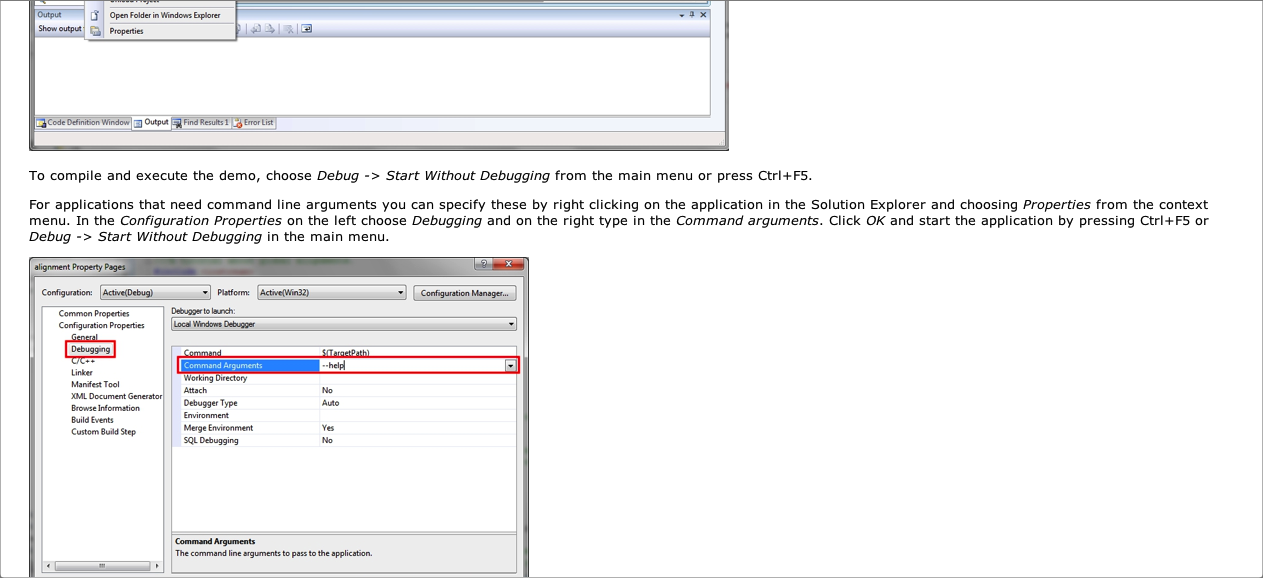 Output
Open Folder in Windows Explorer
Show output
Properties
Code Definition Window Output Find Results 1 Error List
To compile and execute the demo, choose Debug -> Start Without Debugging from the main menu or press Ctrl+F5.
For applications that need command line arguments you can specify these by right clicking on the application in the Solution Explorer and choosing Properties from the context
menu. In the Configuration Properties on the left choose Debugging and on the right type in the Command arguments. Click OK and start the application by pressing Ctrl+F5 or
Debug -> Start Without Debugging in the main menu.
alignment Property Pages
Configuration: Active(Debug) Platform: Active(Win32) Configuration Manager...
Common Properties
Configuration Properties
General
Debugging
C/C++
Linker
Manifest Tool
XML Document Generator
Browse Information
Build Events
Custom Build Step
Debugger to launch:
Local Windows Debugger
Command $(TargetPath)
Command Arguments --help
Working Directory
Attach No
Debugger Type Auto
Environment
Merge Environment Yes
SQL Debugging No
Command Arguments
The command line arguments to pass to the application.